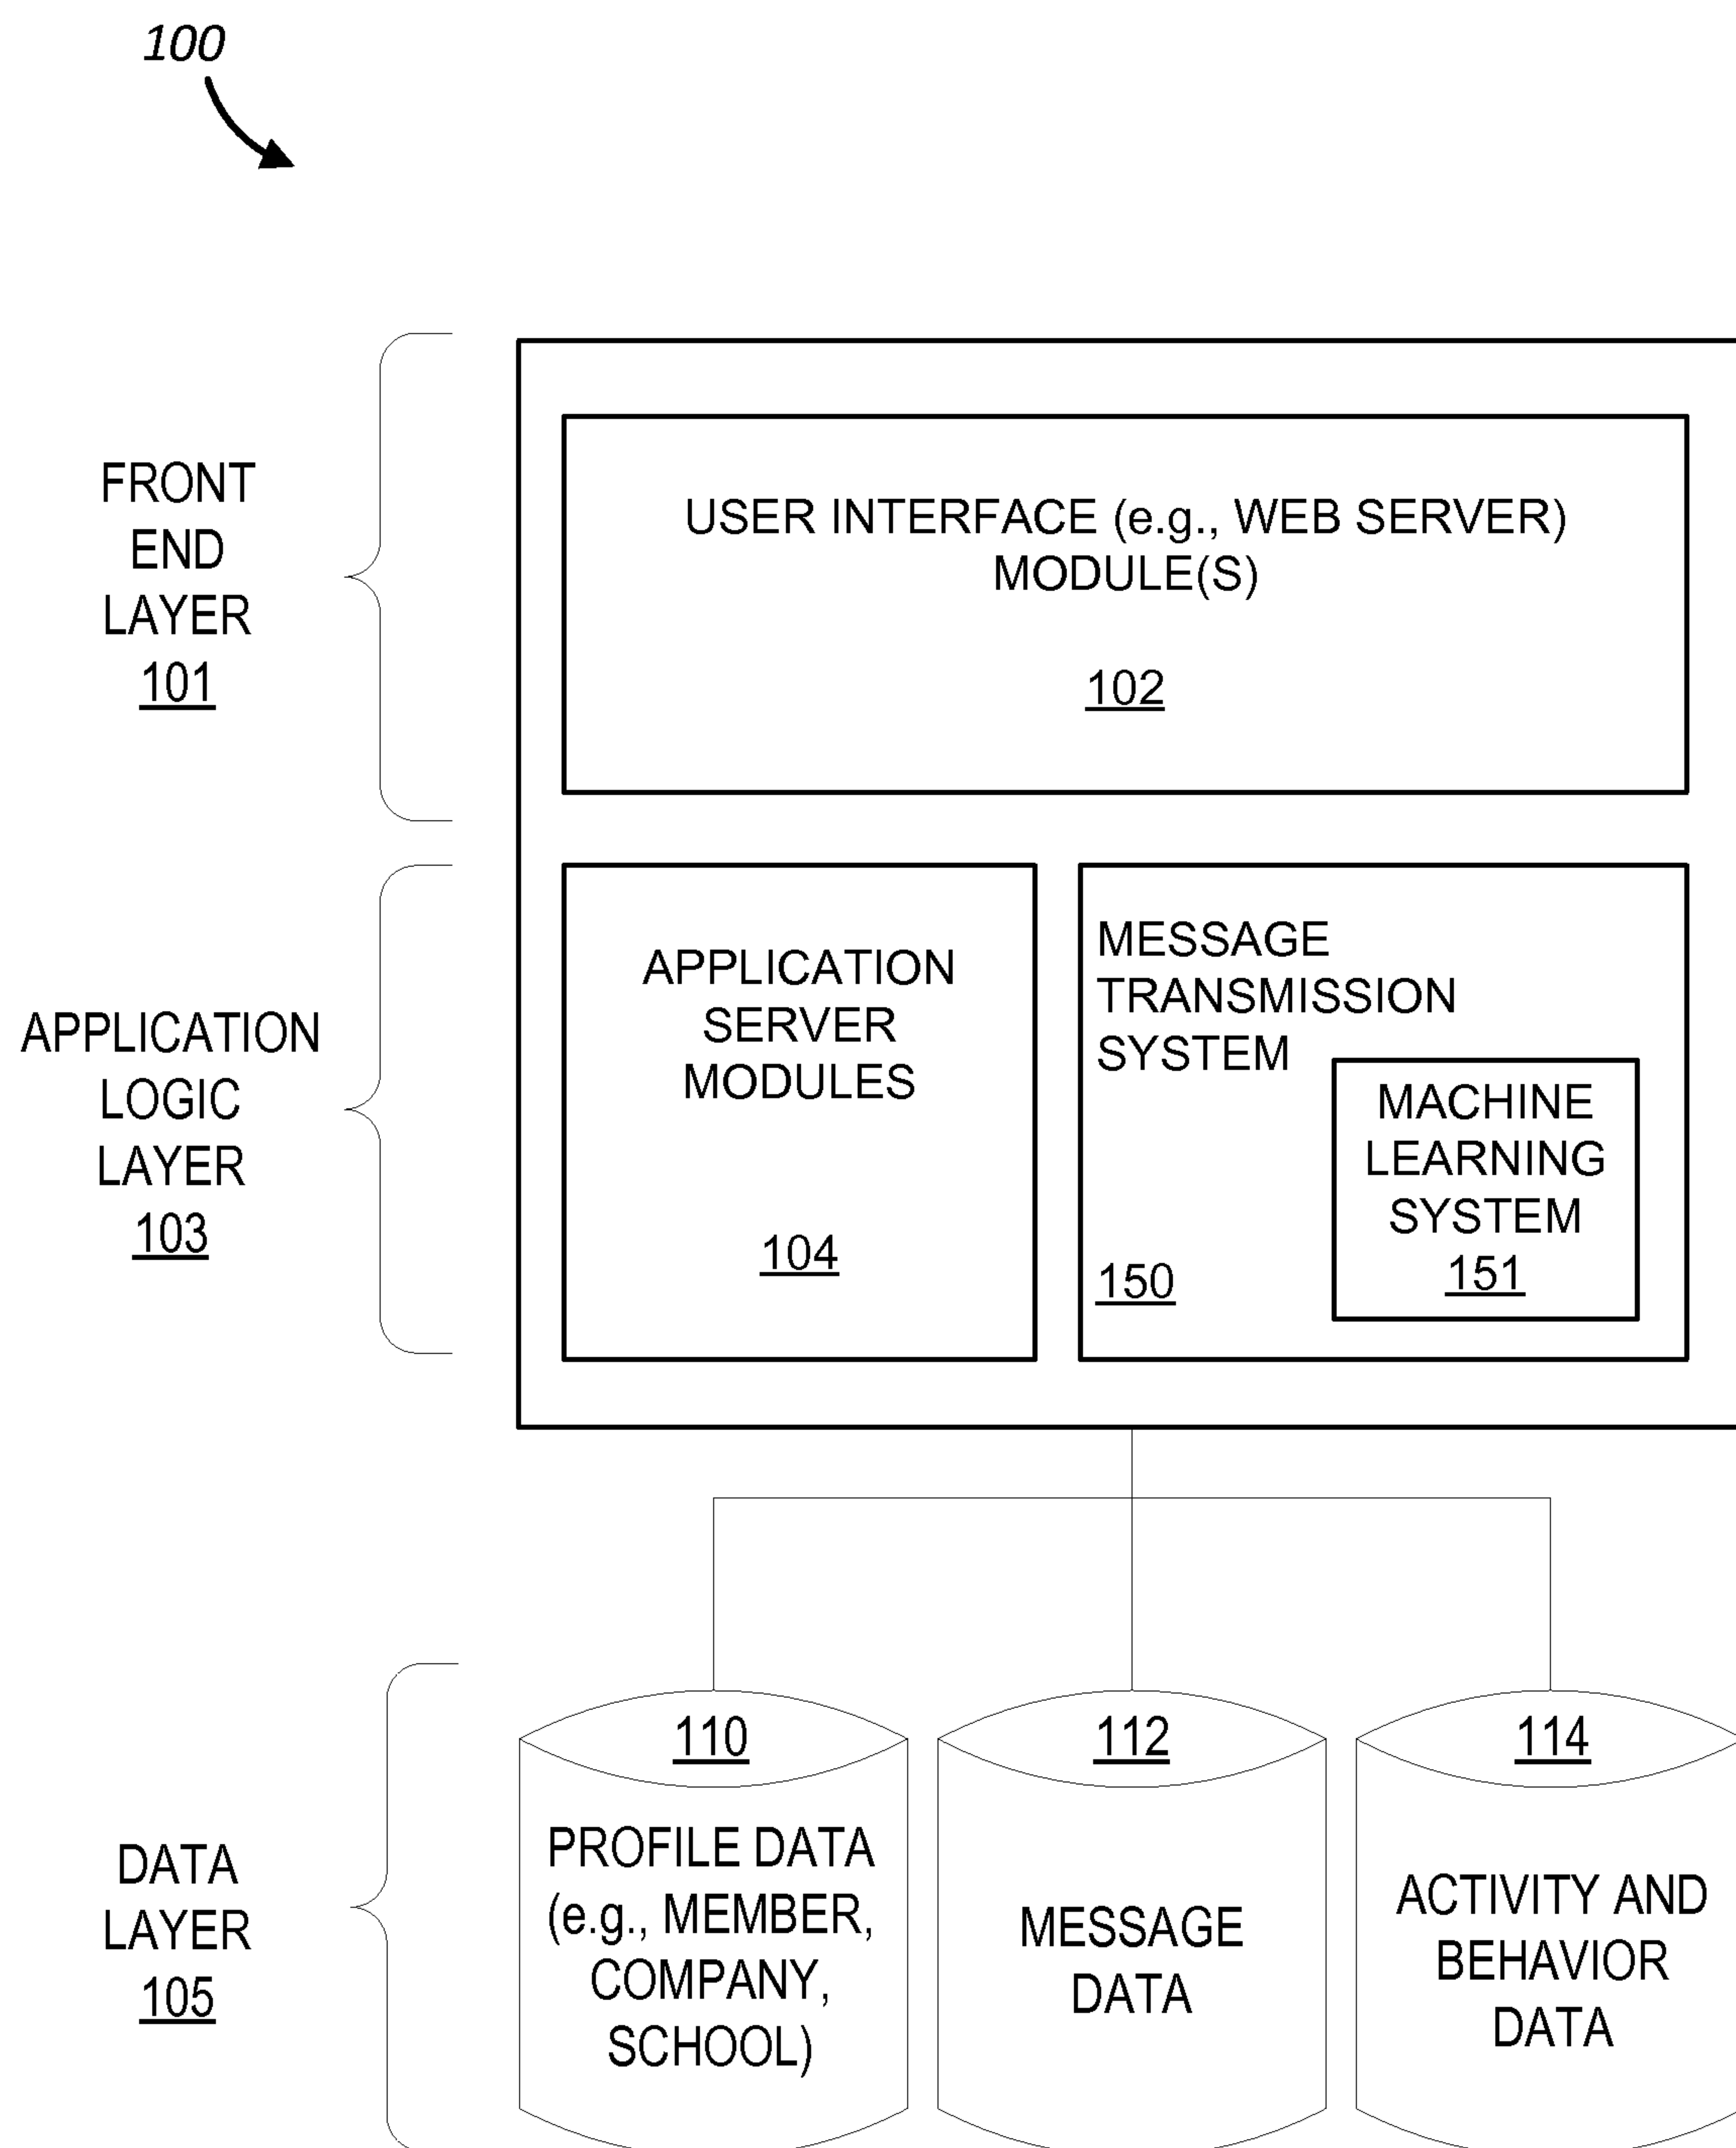 100
FRONT
END
LAYER
101
USER INTERFACE (e.g., WEB SERVER)
MODULE(S)
102
APPLICATION
LOGIC
LAYER
103
APPLICATION
SERVER
MODULES
104
MESSAGE
TRANSMISSION
SYSTEM
150
MACHINE
LEARNING
SYSTEM
151
DATA
LAYER
105
110
PROFILE DATA
(e.g., MEMBER,
COMPANY,
SCHOOL)
112
MESSAGE
DATA
114
ACTIVITY AND
BEHAVIOR
DATA